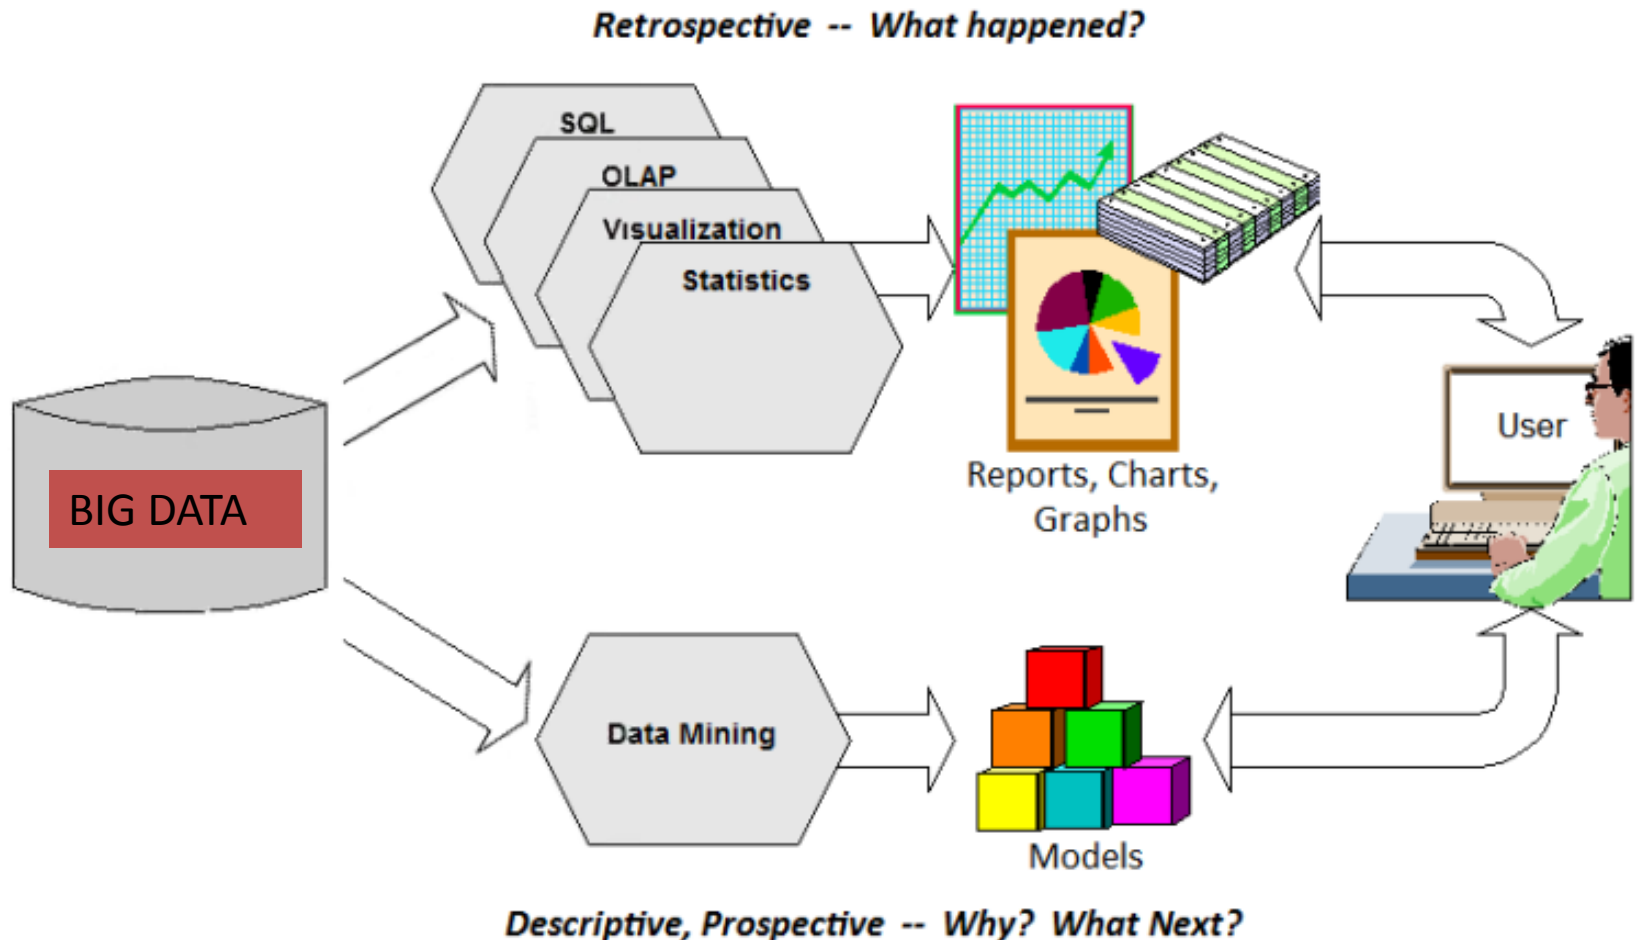 Retrospective -- What happened?
SQL
OLAP
Visualization
Statistics
BIG DATA
Reports, Charts,
Graphs
User
Data Mining
Models
Descriptive, Prospective -- Why? What Next?